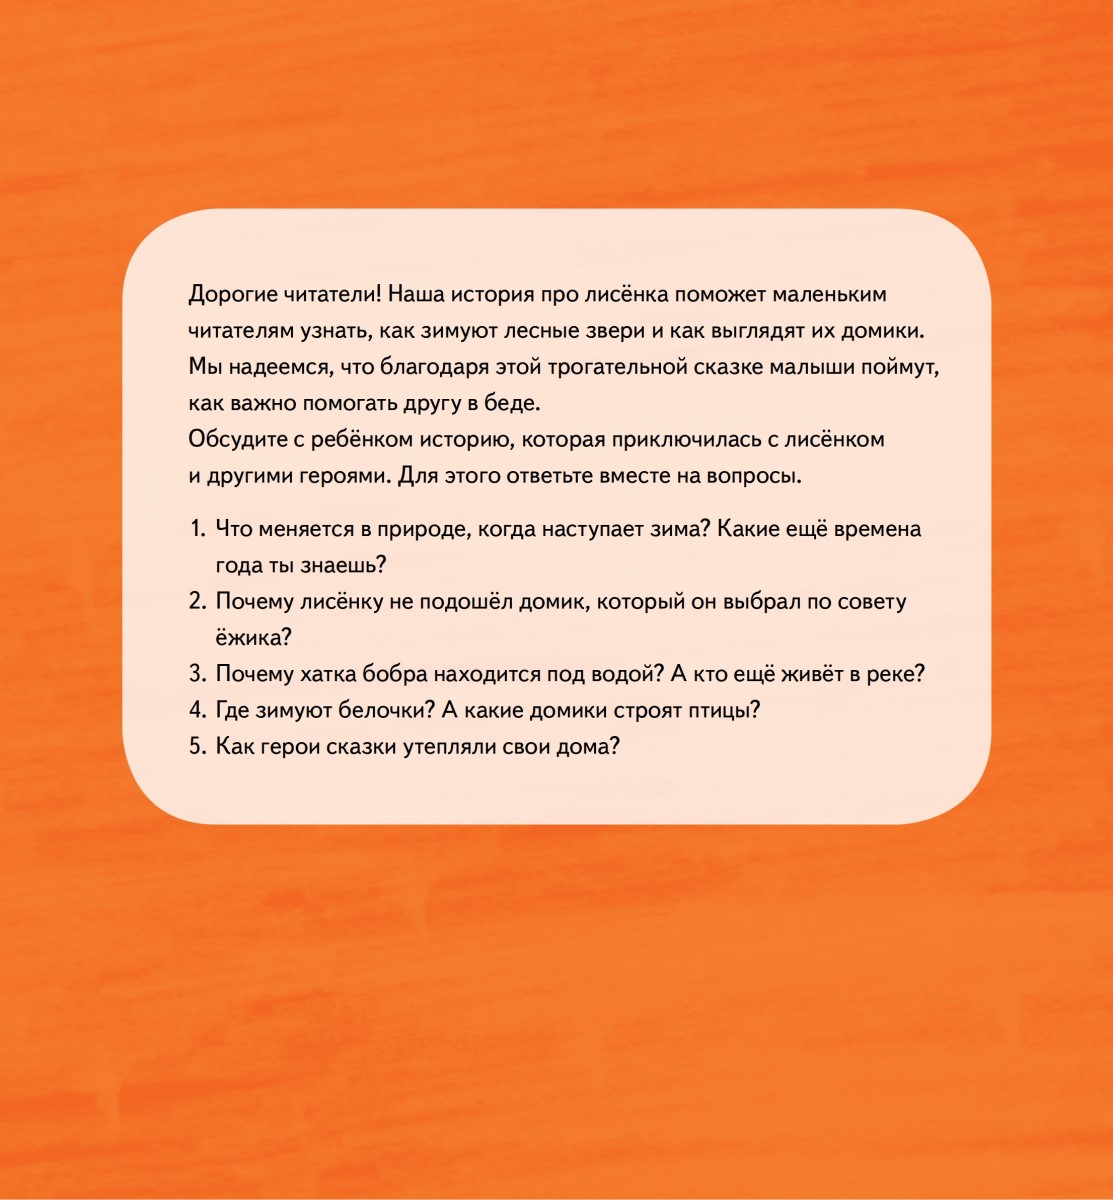 Дорогие читатели! Наша история про лисёнка поможет маленьким
читателям узнать, как зимуют лесные звери и как выглядят их домики.
Мы надеемся, что благодаря этой трогательной сказке малыши поймут,
как важно помогать другу в беде.
Обсудите с ребёнком историю, которая приключилась с лисёнком
и другими героями. Для этого ответьте вместе на вопросы.
1. Что меняется в природе, когда наступает зима? Какие ещё времена
года ты знаешь?
2. Почему лисёнку не подошёл домик, который он выбрал по совету
ёжика?
3. Почему хатка бобра находится под водой? А кто ещё живёт в реке?
4. Где зимуют белочки? А какие домики строят птицы?
5. Как герои сказки утепляли свои дома?